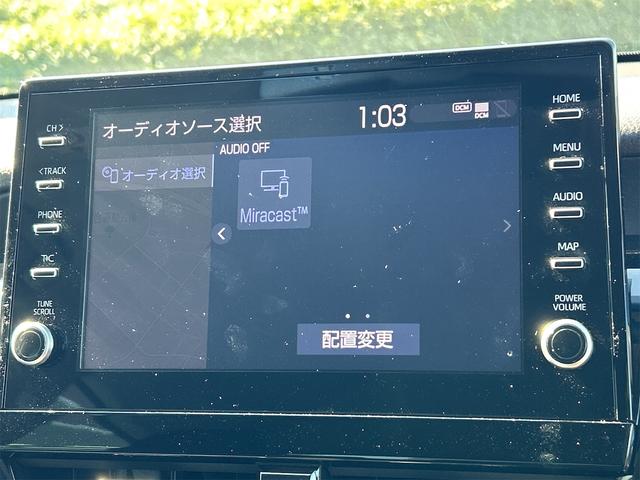 オーディオソース選択
1:03
DCM
DCM
AUDIO OFF
オーディオ選択
Miracast™
配置変更
CH >
< TRACK
PHONE
T/C
TUNE
SCROLL
HOME
MENU
AUDIO
MAP
POWER
VOLUME